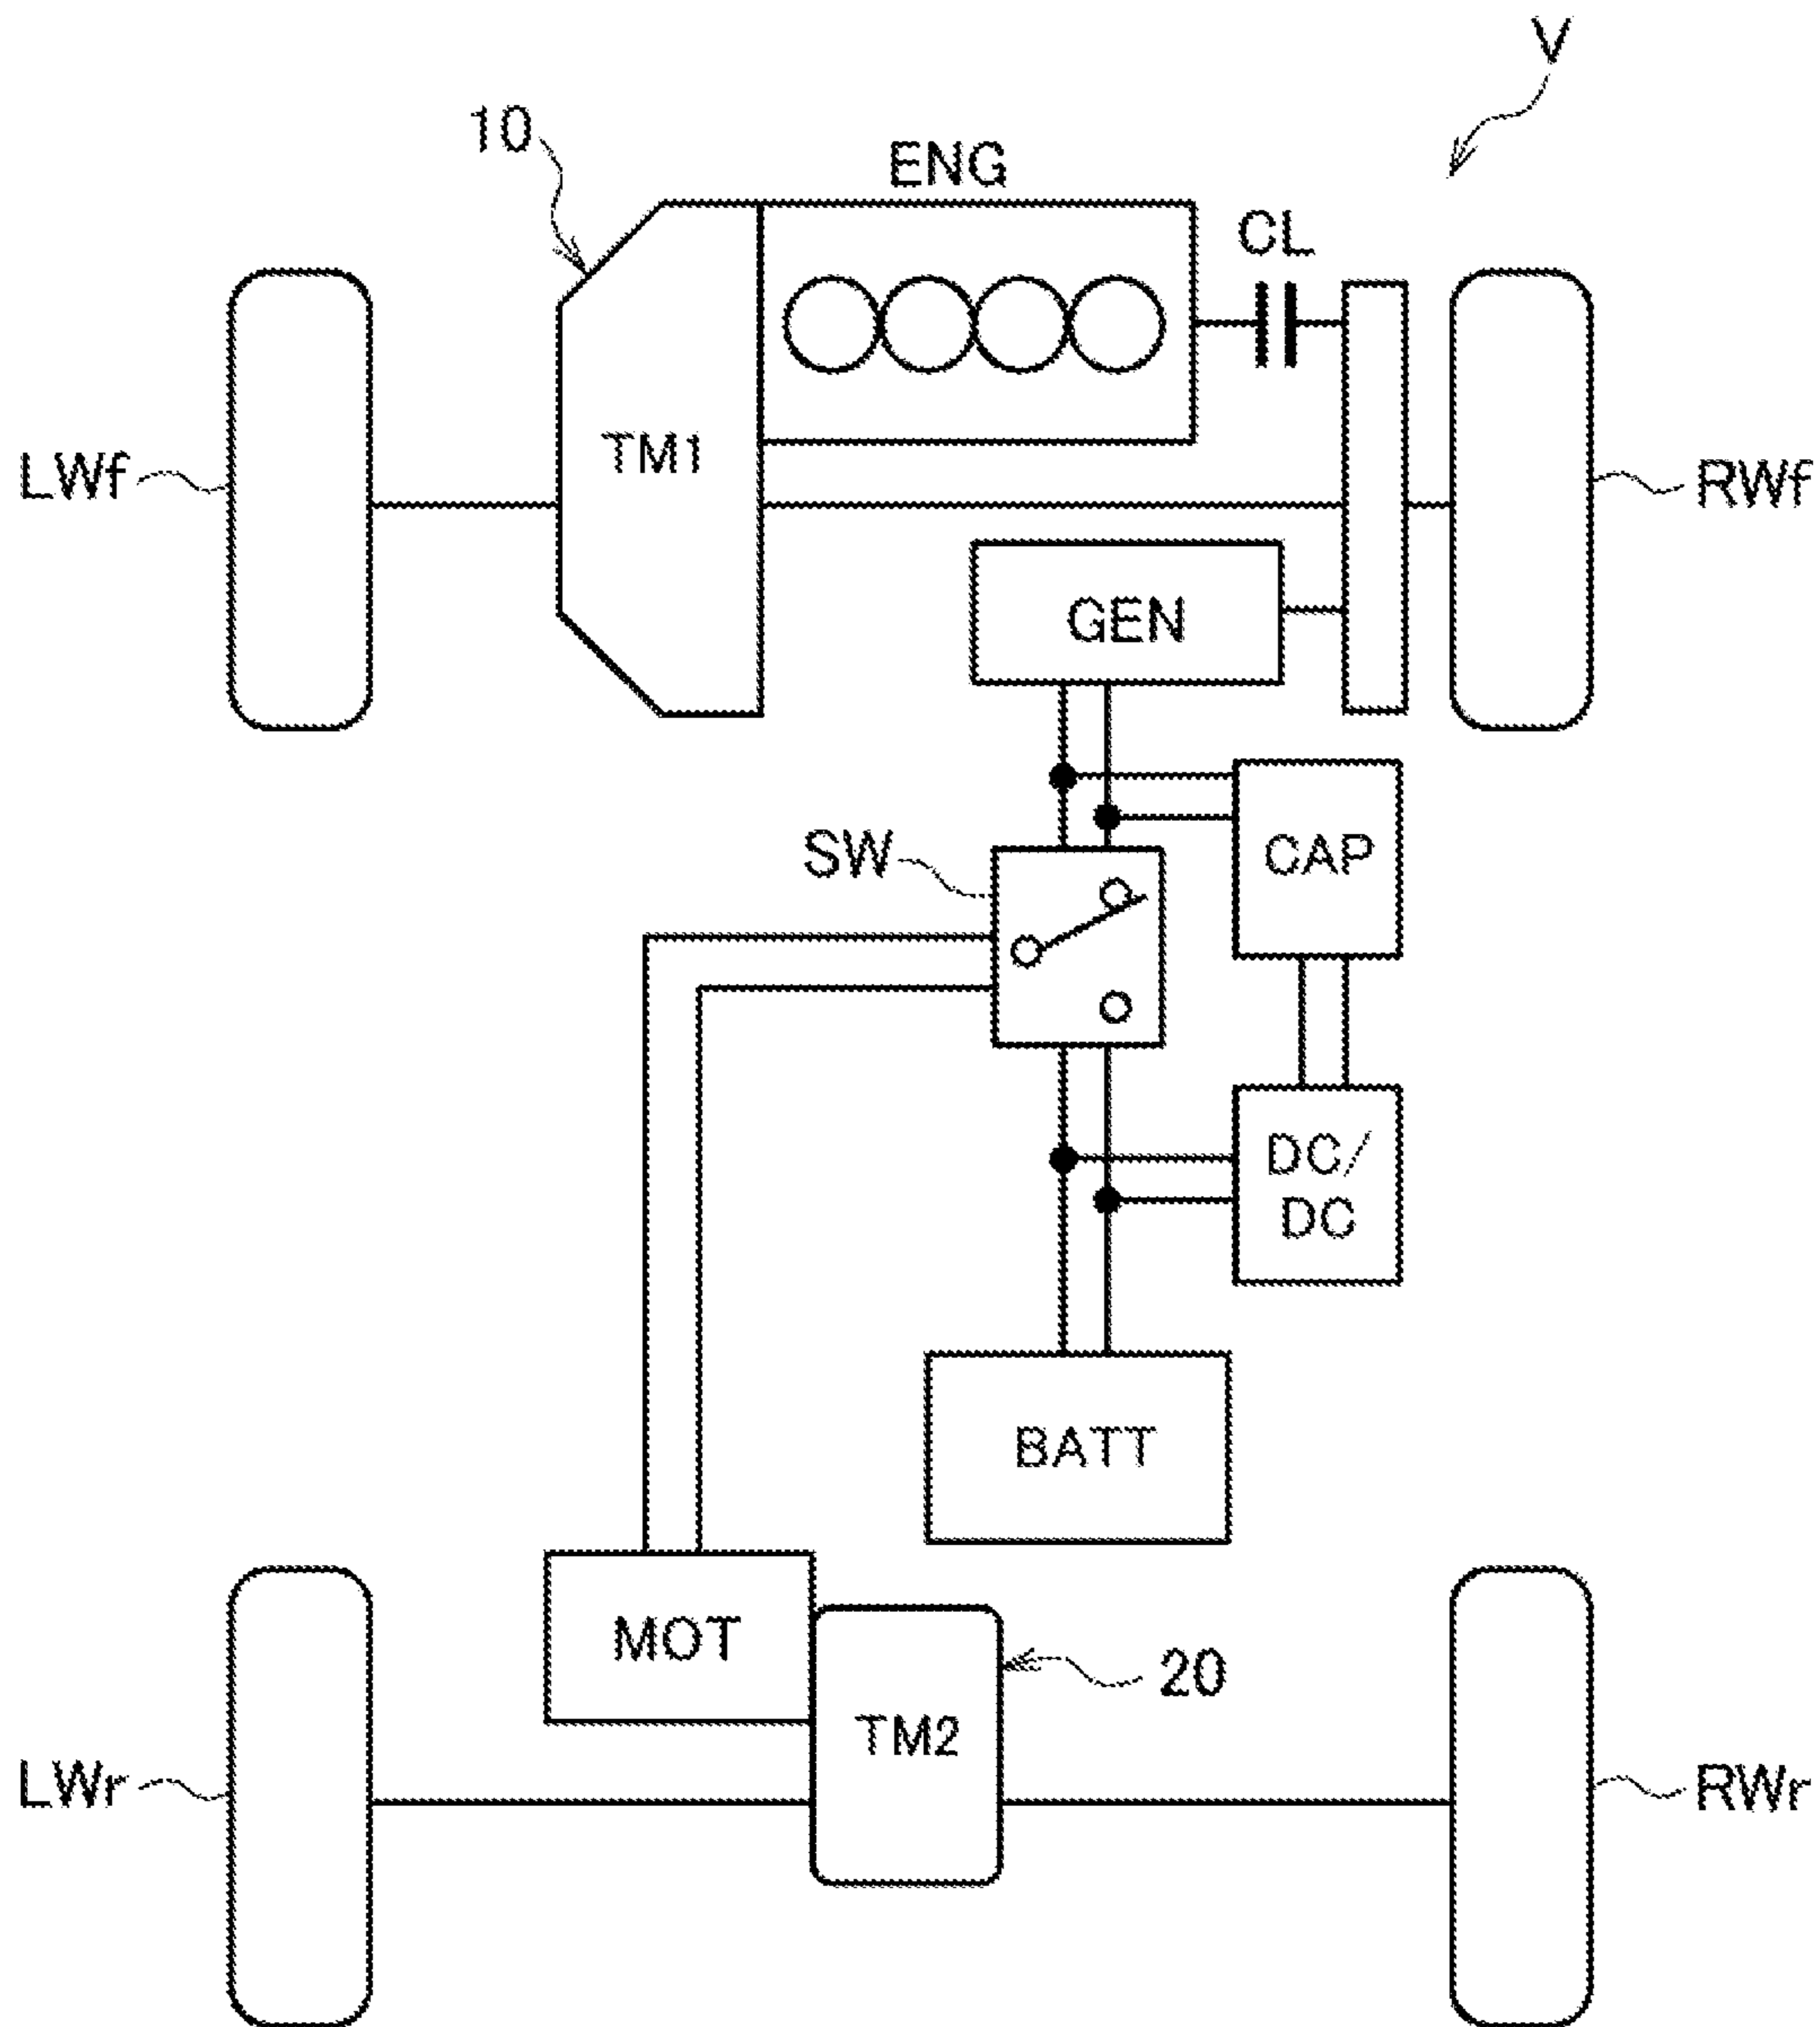 V
10
ENG
CL
TM1
LWf
RWf
GEN
SW
CAP
DC/
DC
BATT
MOT
20
TM2
LWr
RWr